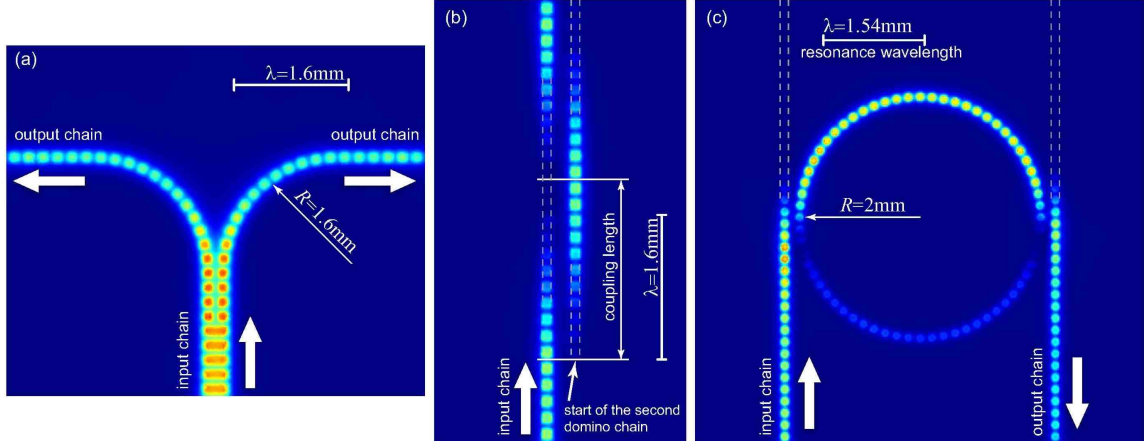 (a)
λ=1.6mm
output chain
output chain
R=1.6mm
input chain
(b)
coupling length
λ=1.6mm
input chain
start of the second
domino chain
(c)
λ=1.54mm
resonance wavelength
R=2mm
input chain
output chain